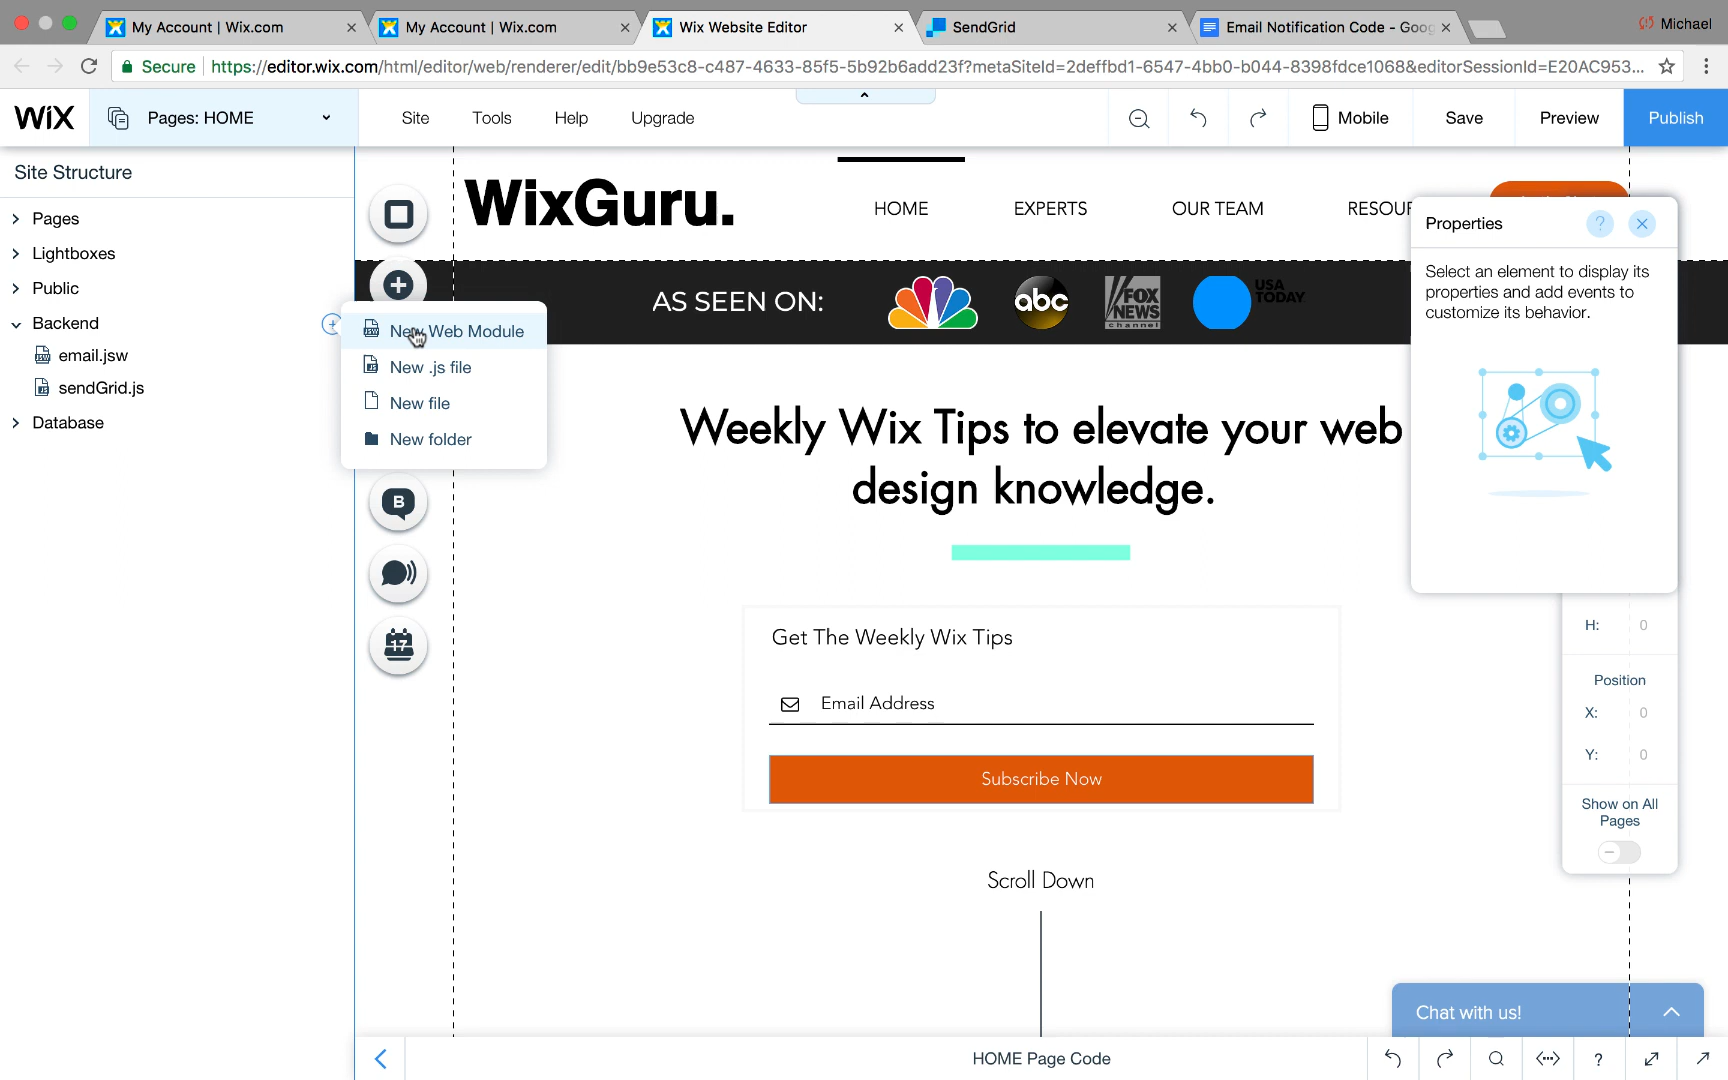 My Account | Wix.com
My Account | Wix.com
Wix Website Editor
SendGrid
Email Notification Code - Goog
Michael
Secure
https://editor.wix.com/html/editor/web/renderer/edit/bb9e53c8-c487-4633-85f5-5b92b6add23f?metaSiteId=2deffbd1-6547-4bb0-b044-8398fdce1068&editorSessionId=E20AC953...
WiX
Pages: HOME
Site
Tools
Help
Upgrade
Mobile
Save
Preview
Publish
Site Structure
Pages
Lightboxes
Public
Backend
email.jsw
sendGrid.js
Database
New Web Module
New .js file
New file
New folder
WixGuru.
HOME
EXPERTS
OUR TEAM
RESOUR
AS SEEN ON:
abc
FOX
NEWS
channel
USA
TODAY
Properties
?
Select an element to display its
properties and add events to
customize its behavior.
Weekly Wix Tips to elevate your web
design knowledge.
B
17
Get The Weekly Wix Tips
Email Address
Subscribe Now
Scroll Down
H: 0
Position
X: 0
Y: 0
Show on All
Pages
Chat with us!
HOME Page Code
?